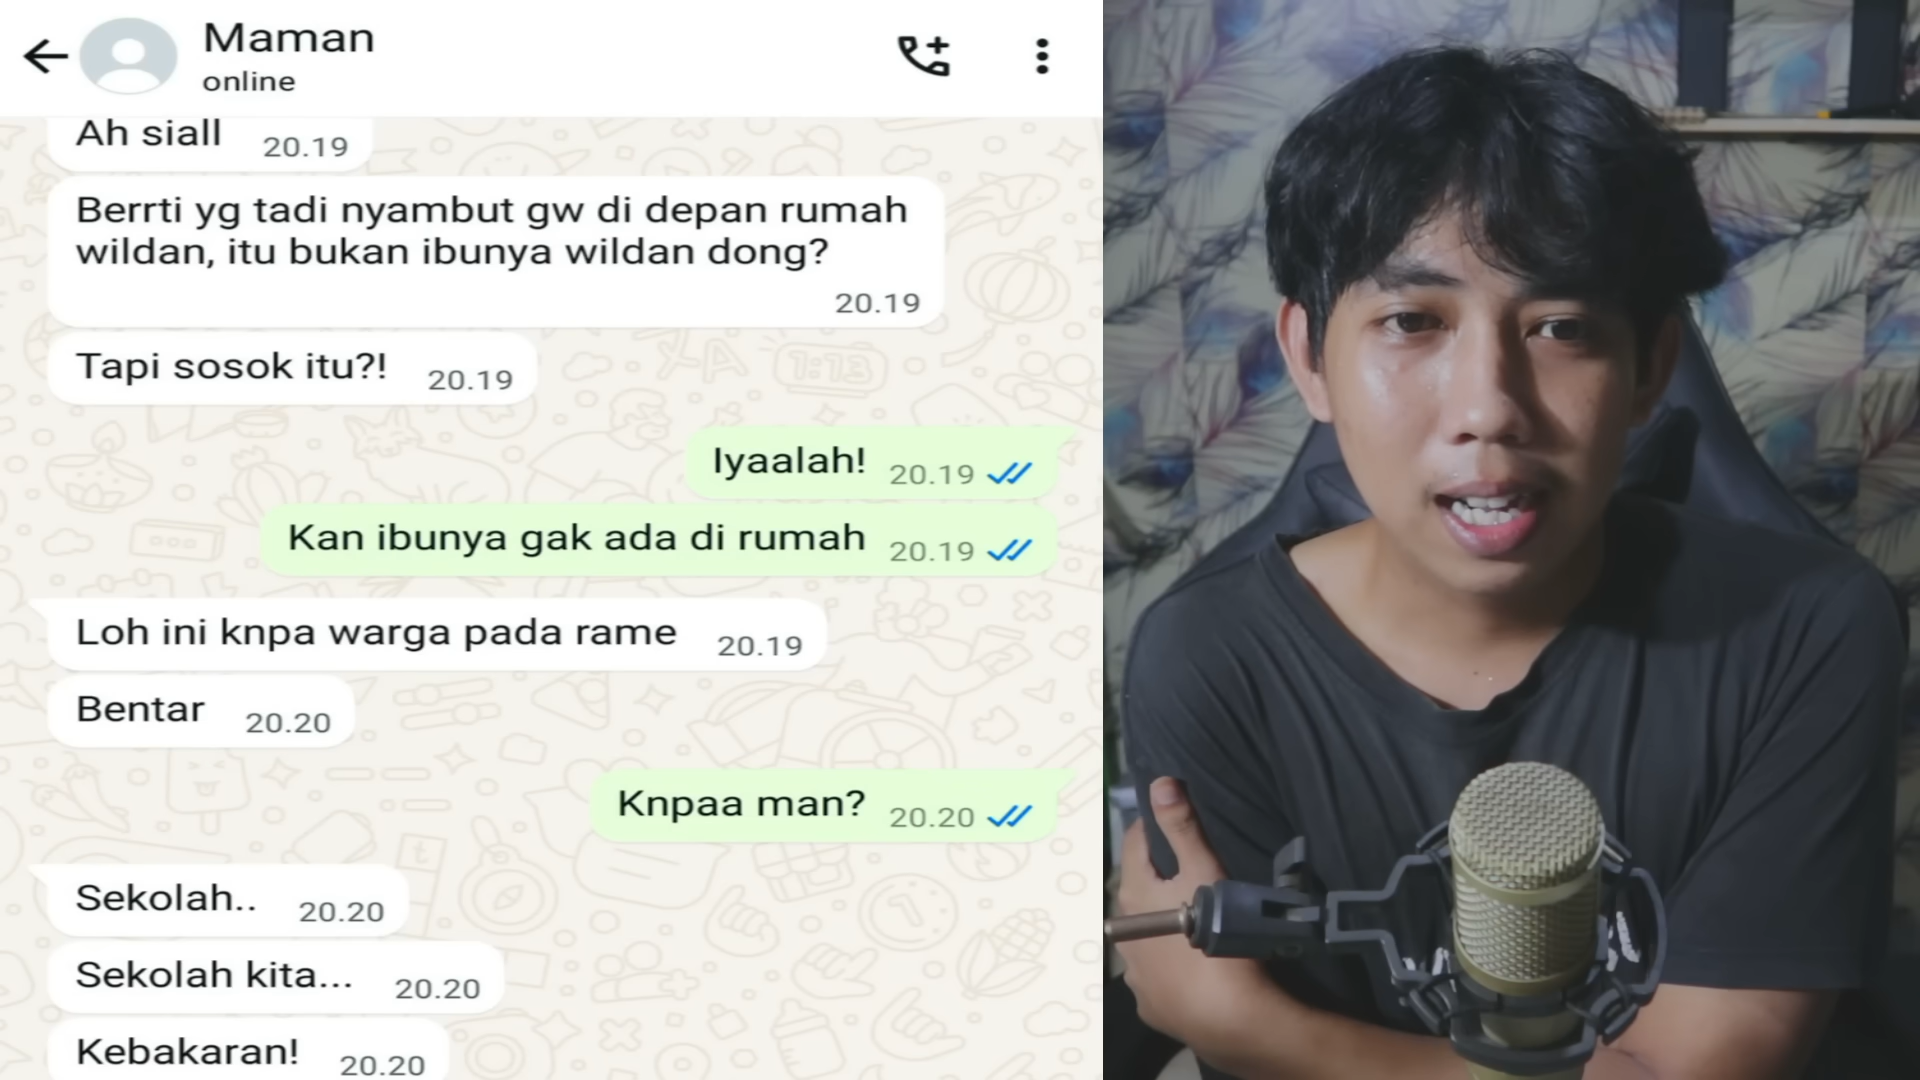 Maman
online
Ah siall 20.19
Berrti yg tadi nyambut gw di depan rumah
wildan, itu bukan ibunya wildan dong?
20.19
Tapi sosok itu?! 20.19
Iyaalah! 20.19
Kan ibunya gak ada di rumah 20.19
Loh ini knpa warga pada rame 20.19
Bentar 20.20
Knpaa man? 20.20
Sekolah.. 20.20
Sekolah kita... 20.20
Kebakaran! 20.20